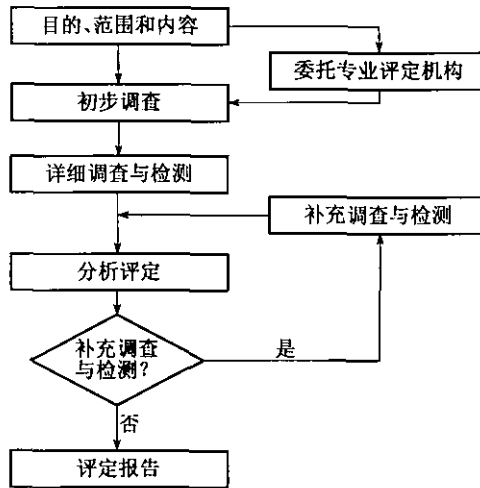 目的、范围和内容
委托专业评定机构
初步调查
详细调查与检测
补充调查与检测
分析评定
补充调查
与检测?
是
否
评定报告